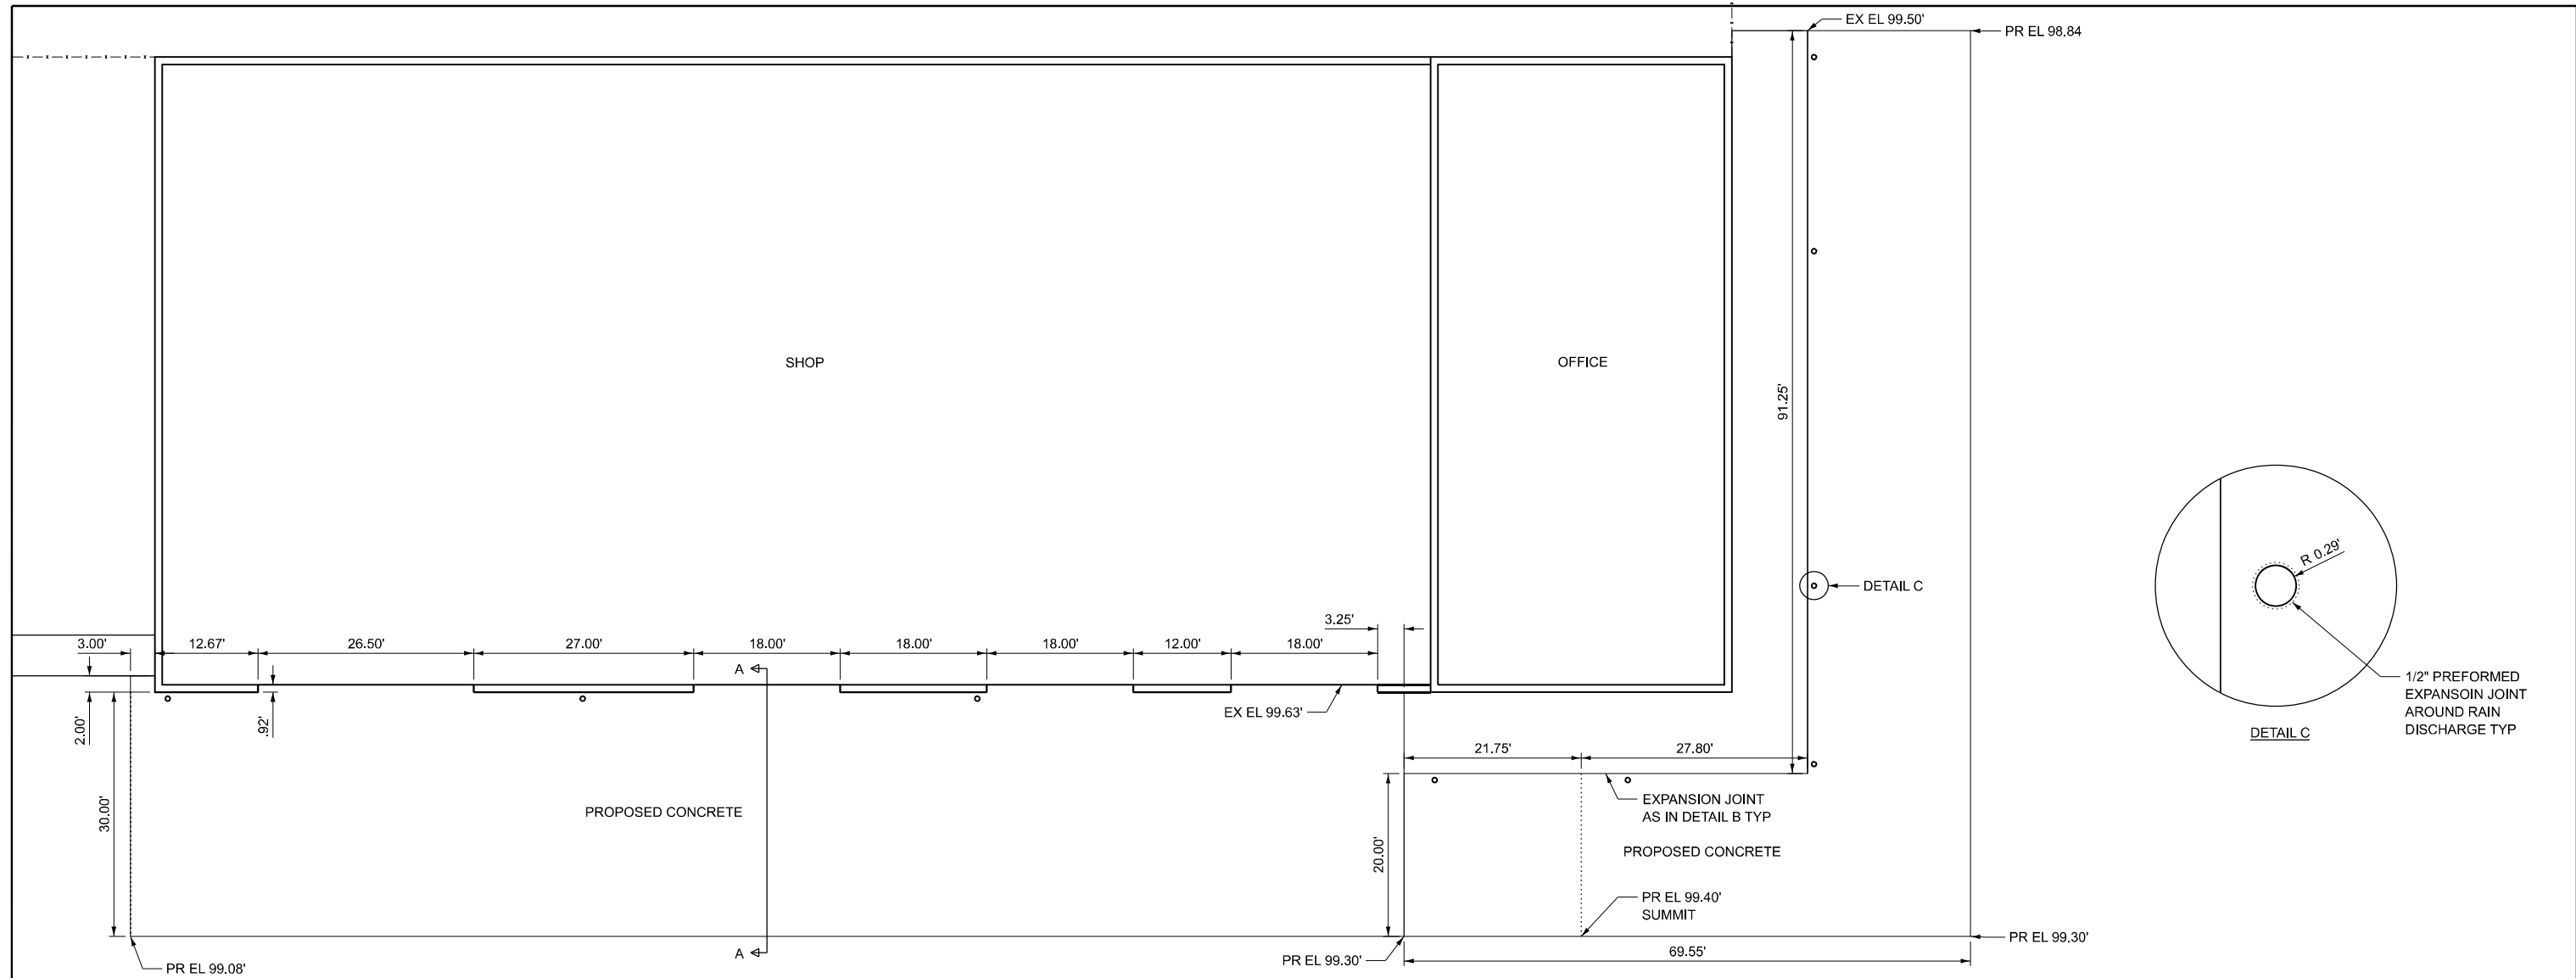 EX EL 99.50'
PR EL 98.84
SHOP
OFFICE
91.25'
R 0.29'
DETAIL C
3.25'
3.00'
12.67'
26.50'
27.00'
18.00'
18.00'
18.00'
12.00'
18.00'
A
2.00'
.92'
EX EL 99.63'
1/2" PREFORMED
EXPANSOIN JOINT
AROUND RAIN
DISCHARGE TYP
DETAIL C
21.75'
27.80'
30.00'
PROPOSED CONCRETE
EXPANSION JOINT
AS IN DETAIL B TYP
20.00'
PROPOSED CONCRETE
PR EL 99.40'
SUMMIT
PR EL 99.30'
A
69.55'
PR EL 99.30'
PR EL 99.08'